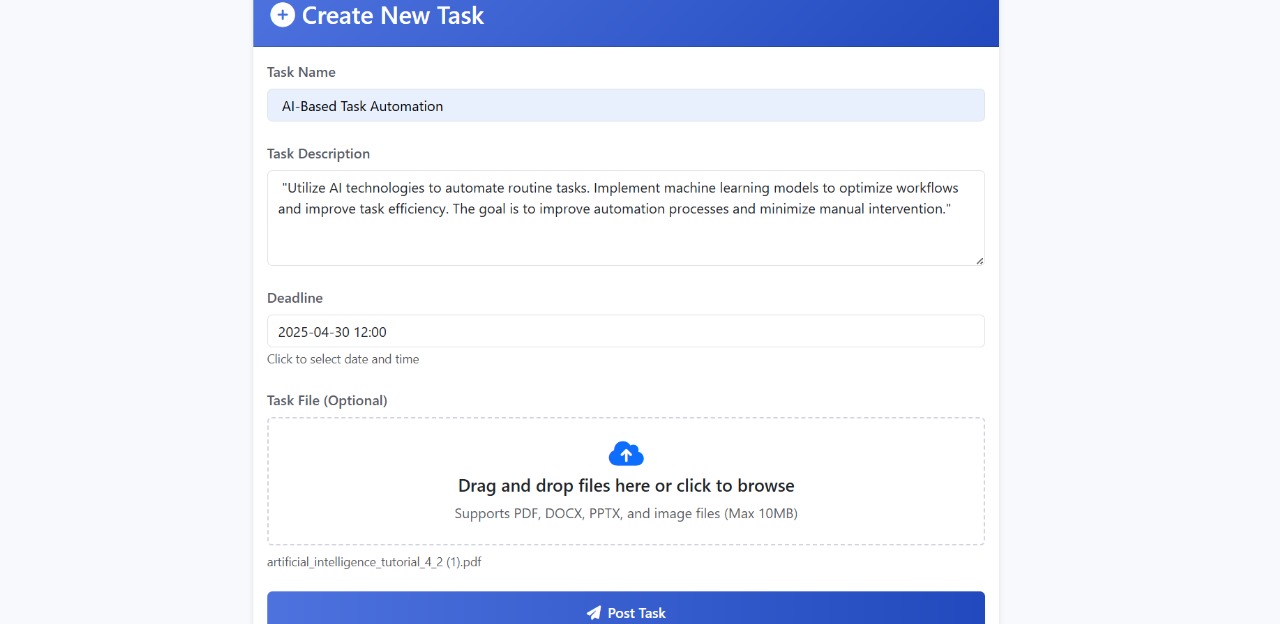 Create New Task
Task Name
AI-Based Task Automation
Task Description
"Utilize AI technologies to automate routine tasks. Implement machine learning models to optimize workflows
and improve task efficiency. The goal is to improve automation processes and minimize manual intervention."
Deadline
2025-04-30 12:00
Click to select date and time
Task File (Optional)
Drag and drop files here or click to browse
Supports PDF, DOCX, PPTX, and image files (Max 10MB)
artificial_intelligence_tutorial_4_2 (1).pdf
Post Task